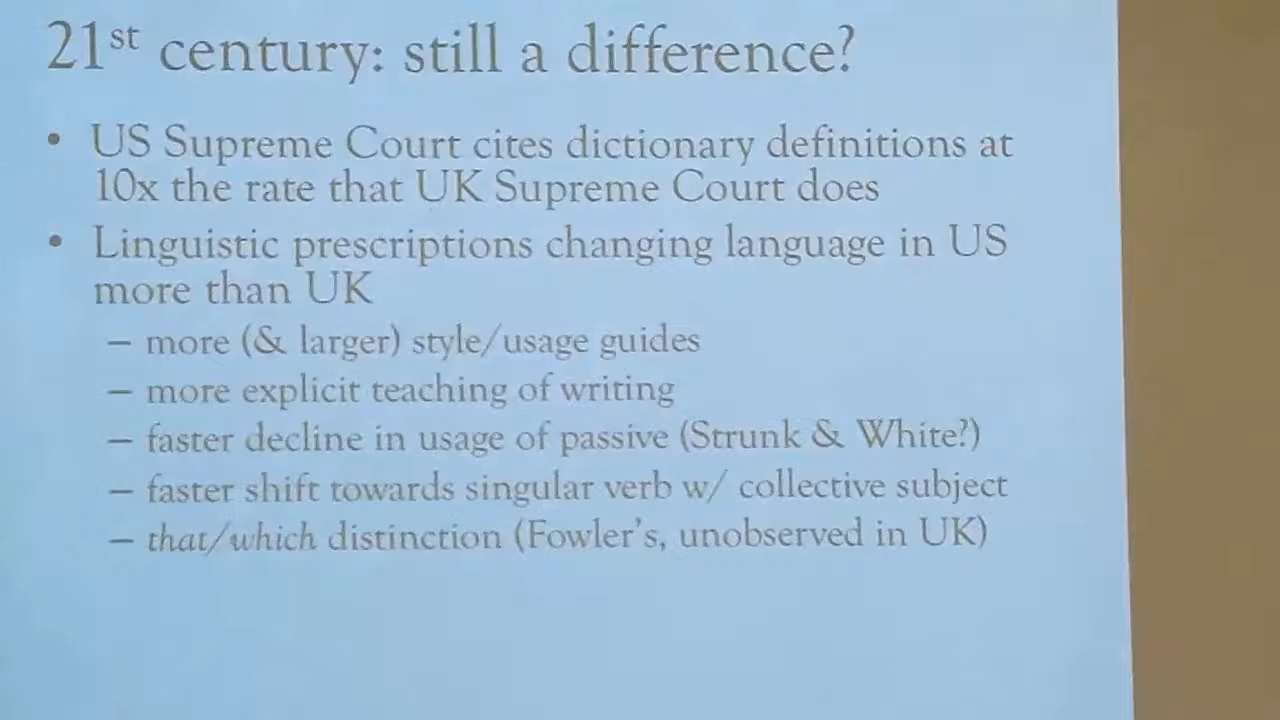 21st century: still a difference?
• US Supreme Court cites dictionary definitions at
10x the rate that UK Supreme Court does
• Linguistic prescriptions changing language in US
more than UK
– more (& larger) style/usage guides
– more explicit teaching of writing
– faster decline in usage of passive (Strunk & White?)
– faster shift towards singular verb w/ collective subject
– that/which distinction (Fowler's, unobserved in UK)